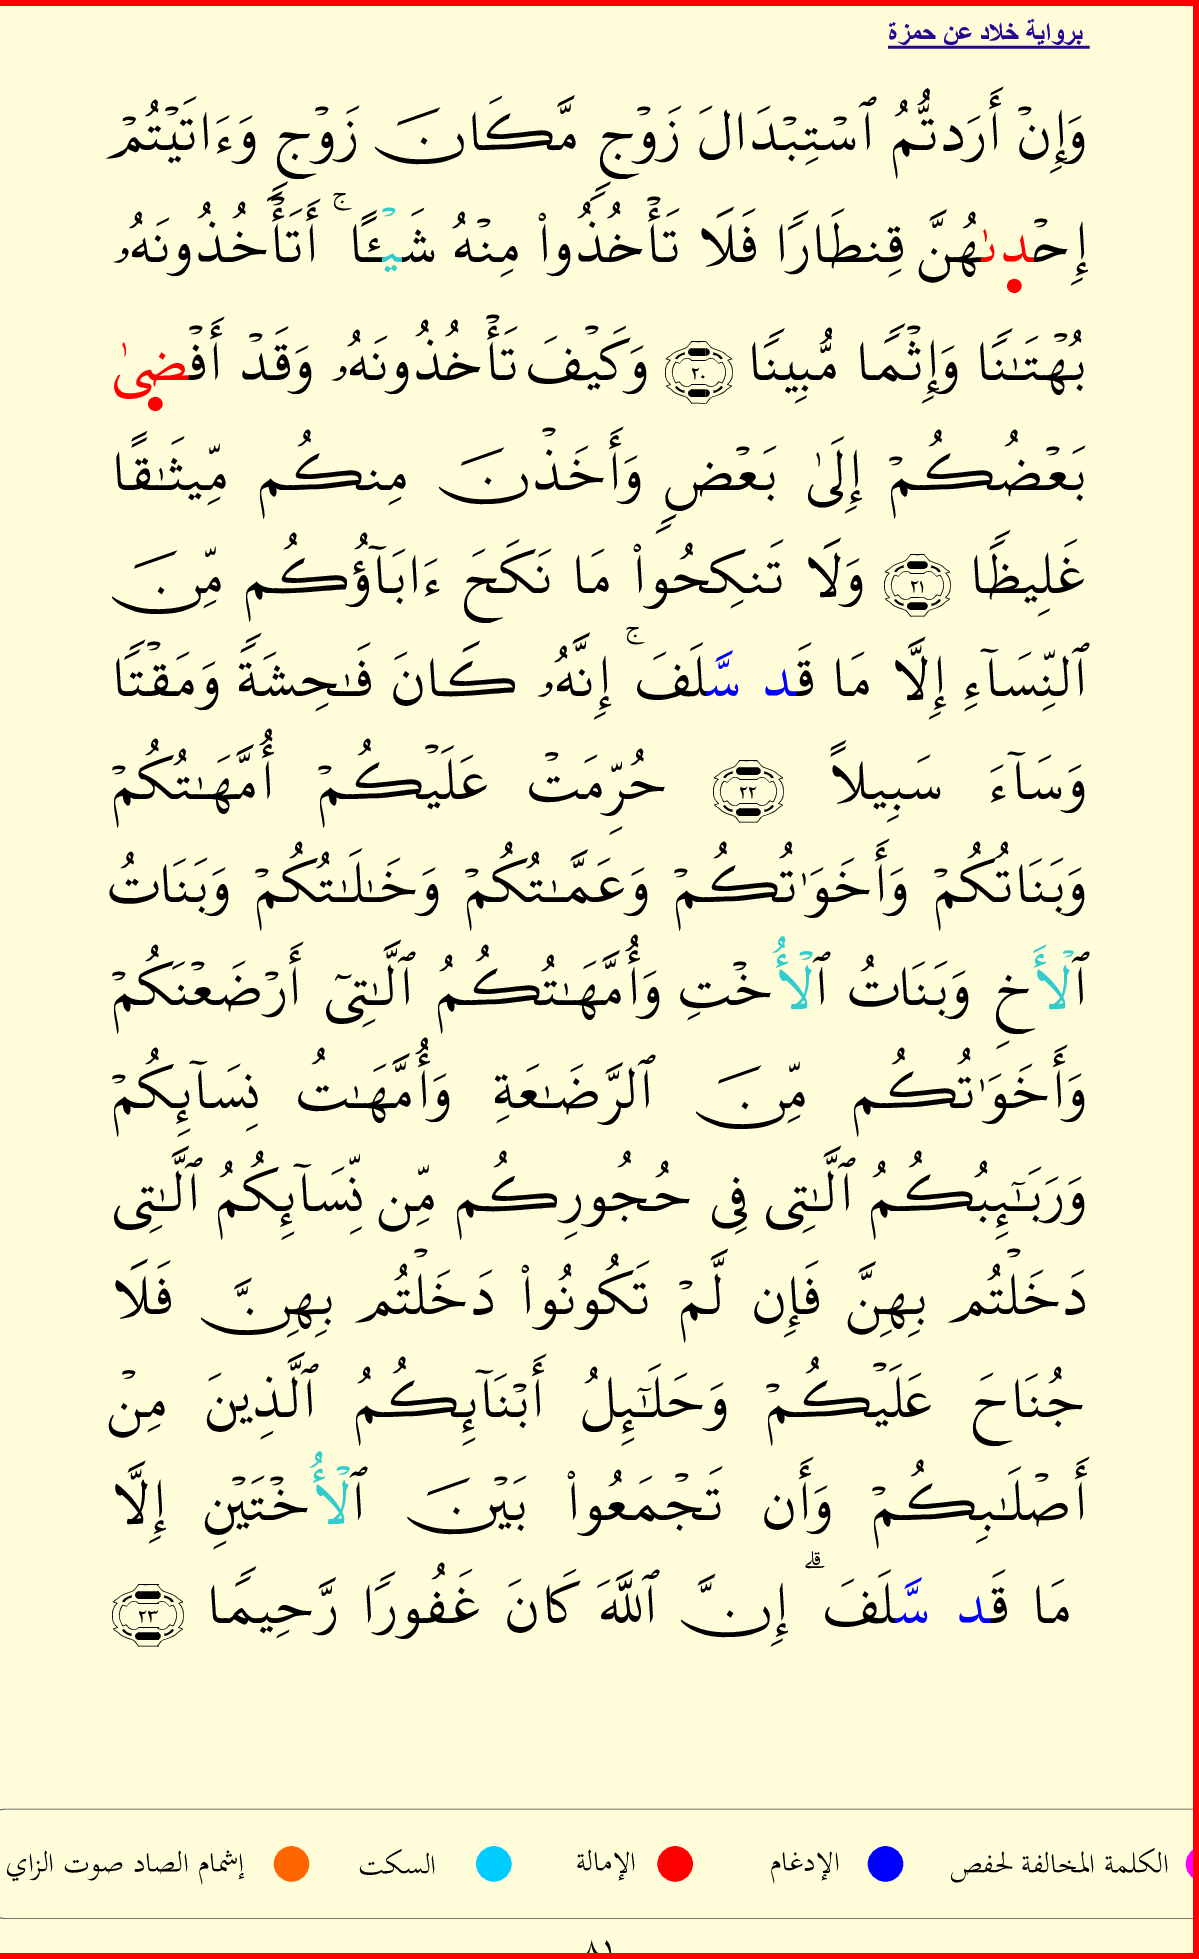 برواية خلاد عن حمزة
وَإِنْ أَرَدتُّمُ ٱسْتِبْدَالَ زَوْجٍ مَّكَانَ زَوْجٍ وَءَاتَيْتُمْ
إِحْدىٰهُنَّ قِنطَارًا فَلَا تَأْخُذُوا۟ مِنْهُ شَيْـًٔا ۚ أَتَأْخُذُونَهُۥ
بُهْتَـٰنًا وَإِثْمًا مُّبِينًا ٢٠ وَكَيْفَ تَأْخُذُونَهُۥ وَقَدْ أَفْضىٰ
بَعْضُكُمْ إِلَىٰ بَعْضٍ وَأَخَذْنَ مِنكُم مِّيثَـٰقًا
غَلِيظًا ٢١ وَلَا تَنكِحُوا۟ مَا نَكَحَ ءَابَآؤُكُم مِّنَ
ٱلنِّسَآءِ إِلَّا مَا قَد سَّلَفَ ۚ إِنَّهُۥ كَانَ فَـٰحِشَةً وَمَقْتًا
وَسَآءَ سَبِيلاً ٢٢ حُرِّمَتْ عَلَيْكُمْ أُمَّهَـٰتُكُمْ
وَبَنَاتُكُمْ وَأَخَوَٰتُكُمْ وَعَمَّـٰتُكُمْ وَخَـٰلَـٰتُكُمْ وَبَنَاتُ
ٱلْأَخِ وَبَنَاتُ ٱلْأُخْتِ وَأُمَّهَـٰتُكُمُ ٱلَّـٰتِىٓ أَرْضَعْنَكُمْ
وَأَخَوَٰتُكُم مِّنَ ٱلرَّضَـٰعَةِ وَأُمَّهَـٰتُ نِسَآئِكُمْ
وَرَبَـٰٓئِبُكُمُ ٱلَّـٰتِى فِى حُجُورِكُم مِّن نِّسَآئِكُمُ ٱلَّـٰتِى
دَخَلْتُم بِهِنَّ فَإِن لَّمْ تَكُونُوا۟ دَخَلْتُم بِهِنَّ فَلَا
جُنَاحَ عَلَيْكُمْ وَحَلَـٰٓئِلُ أَبْنَآئِكُمُ ٱلَّذِينَ مِنْ
أَصْلَـٰبِكُمْ وَأَن تَجْمَعُوا۟ بَيْنَ ٱلْأُخْتَيْنِ إِلَّا
مَا قَد سَّلَفَ ۗ إِنَّ ٱللَّهَ كَانَ غَفُورًا رَّحِيمًا ٢٣
الكلمة المخالفة لحفص الإدغام الإمالة السكت إشمام الصاد صوت الزاي
٨١